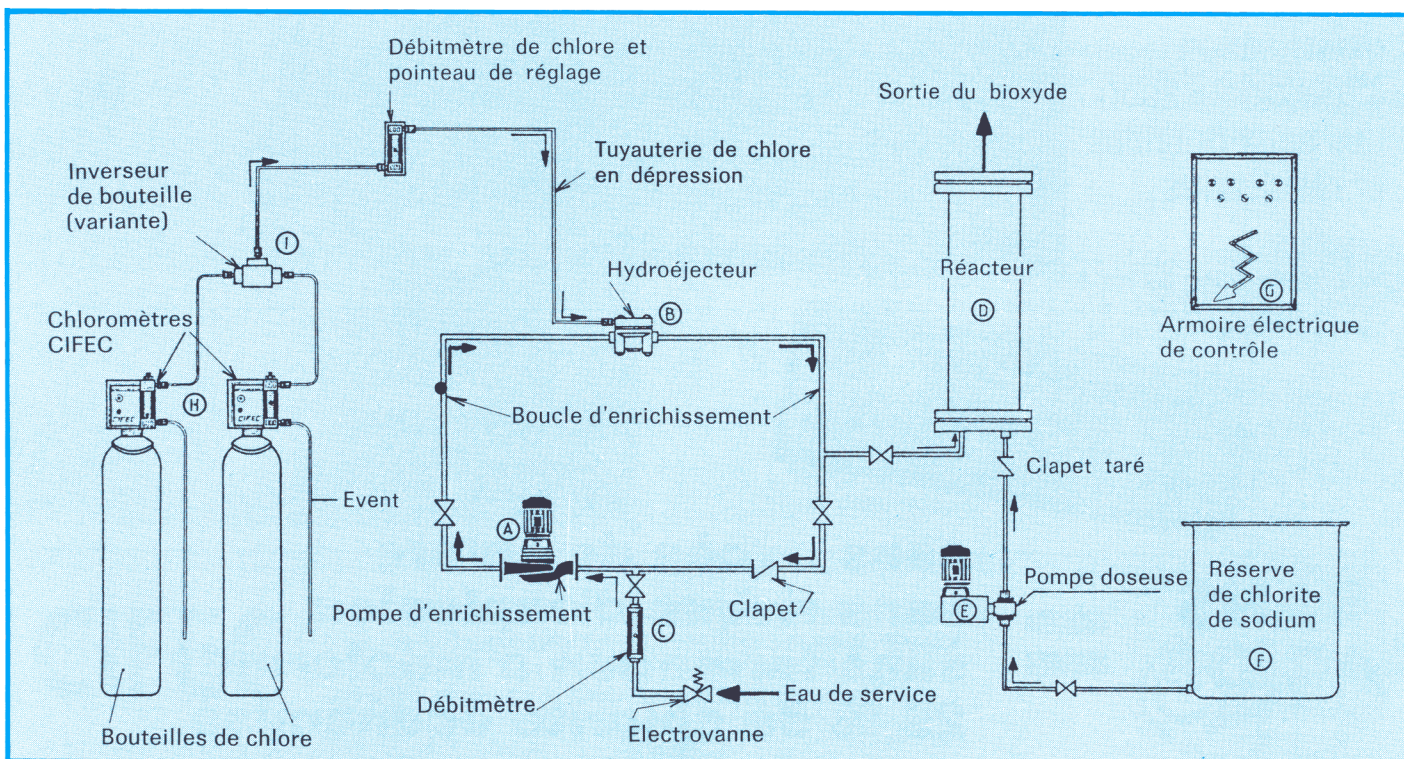 Débitmètre de chlore et
pointeau de réglage
Sortie du bioxyde
Tuyauterie de chlore
en dépression
Inverseur
de bouteille
(variante)
I
Hydroéjecteur
B
Réacteur
D
G
Armoire électrique
de contrôle
Chloromètres
CIFEC
H
CIFEC
CIFEC
Boucle d'enrichissement
Clapet taré
Event
A
Pompe d'enrichissement
Clapet
C
E
Pompe doseuse
Réserve
de chlorite
de sodium
F
Débitmètre
Eau de service
Electrovanne
Bouteilles de chlore